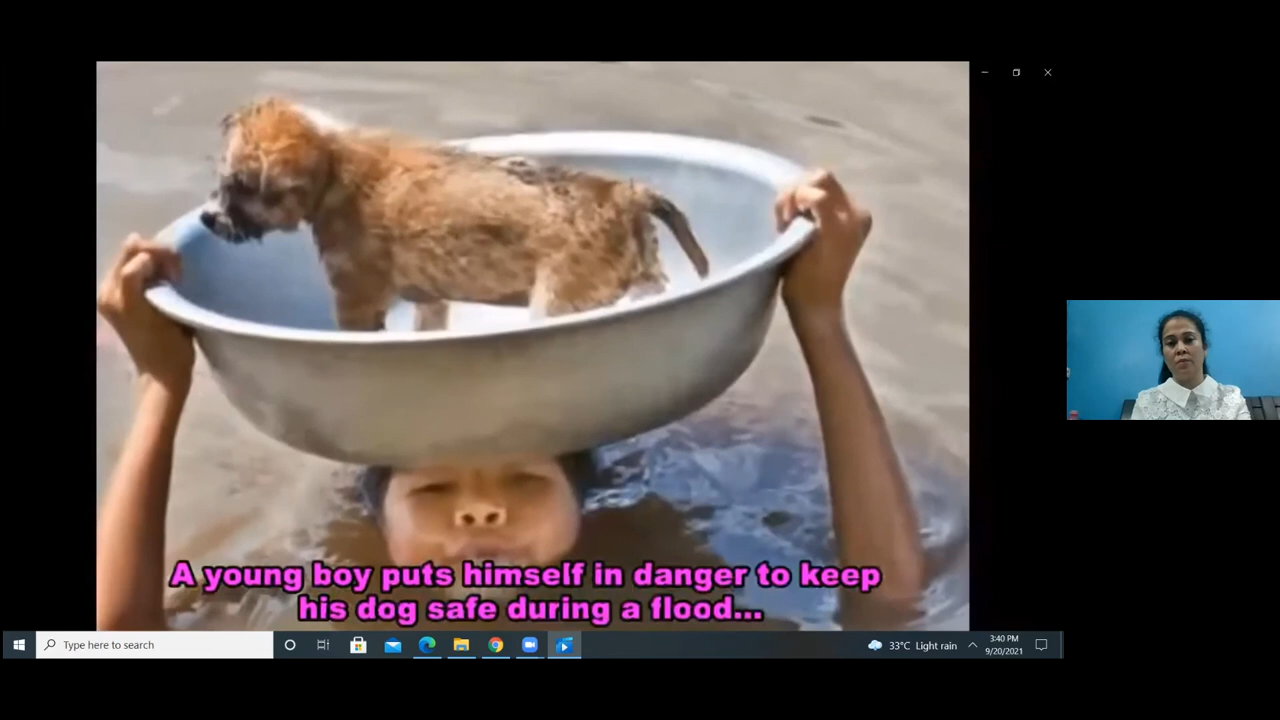 A young boy puts himself in danger to keep
his dog safe during a flood...
Type here to search
33°C Light rain
3:40 PM
9/20/2021